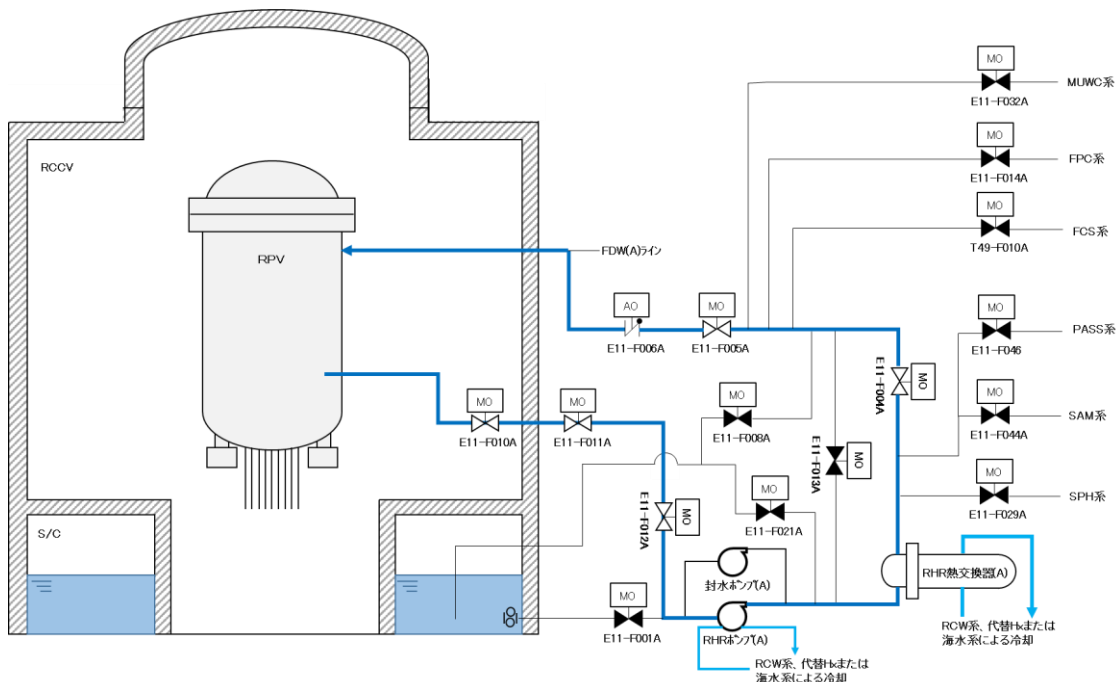 MO
MUWC系
E11-F032A
MO
FPC系
E11-F014A
MO
FCS系
T49-F010A
RCCV
RPV
FDW(A)ライン
AO
E11-F006A
MO
E11-F005A
MO
PASS系
E11-F046
E11-F004A
MO
MO
SAM系
E11-F044A
MO
E11-F008A
MO
E11-F010A
MO
E11-F011A
E11-F013A
MO
MO
SPH系
E11-F029A
MO
E11-F021A
E11-F012A
MO
S/C
封水ポンプ(A)
RHR熱交換器(A)
MO
E11-F001A
RHRポンプ(A)
RCW系、代替Hxまたは
海水系による冷却
RCW系、代替Hxまたは
海水系による冷却